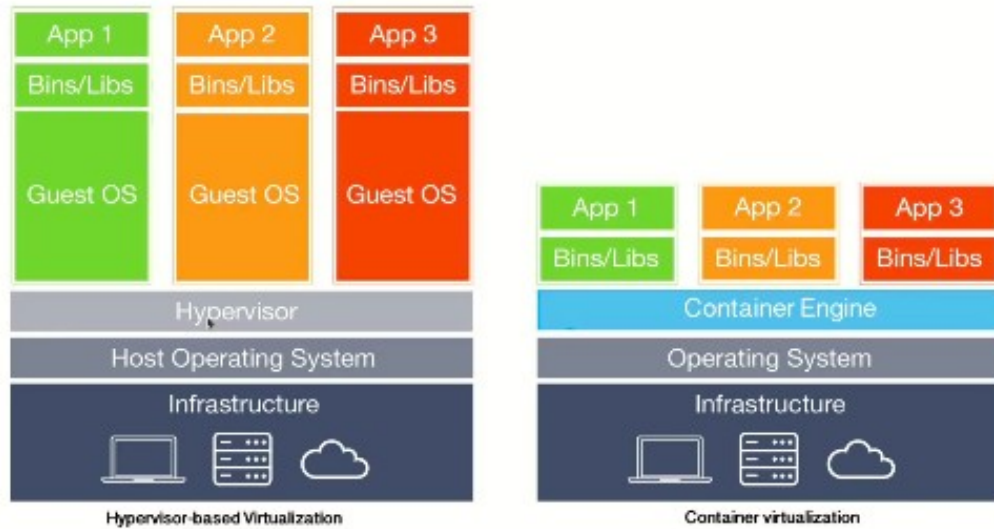 App 1
App 2
App 3
Bins/Libs
Bins/Libs
Bins/Libs
Guest OS
Guest OS
Guest OS
Hypervisor
Host Operating System
Infrastructure
Hypervisor-based Virtualization
App 1
App 2
App 3
Bins/Libs
Bins/Libs
Bins/Libs
Container Engine
Operating System
Infrastructure
Container virtualization